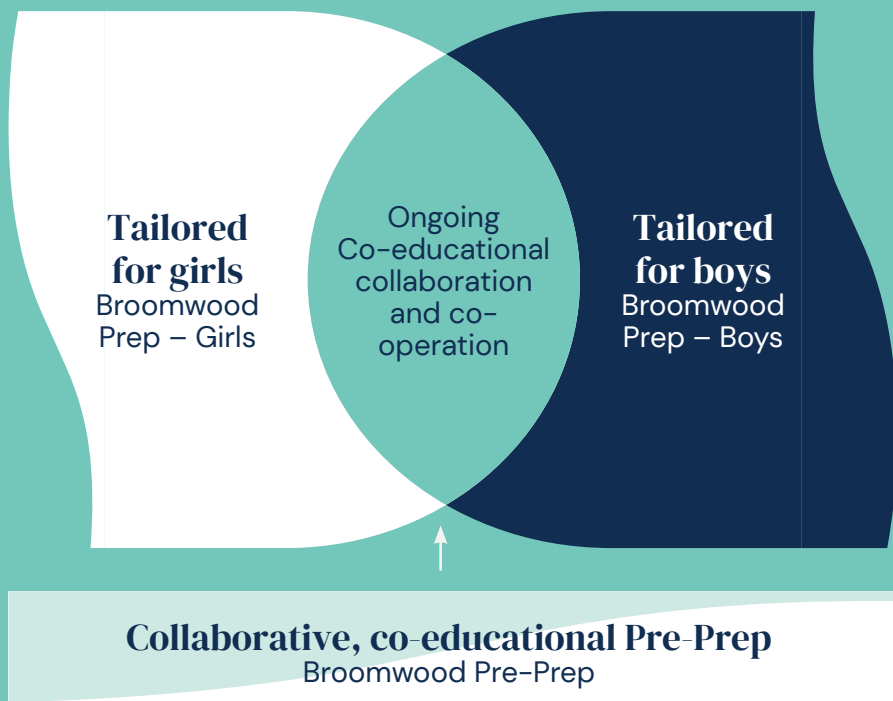 Tailored
for girls
Broomwood
Prep – Girls
Ongoing
Co-educational
collaboration
and co-
operation
Tailored
for boys
Broomwood
Prep – Boys
Collaborative, co-educational Pre-Prep
Broomwood Pre-Prep